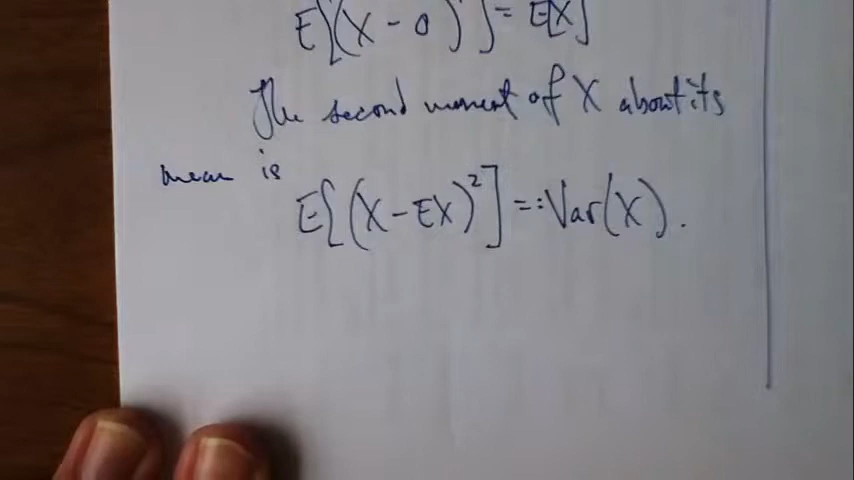 E[(X - 0)] = E[X]
The second moment of X about its
mean is
E[(X - EX)²] =: Var(X).